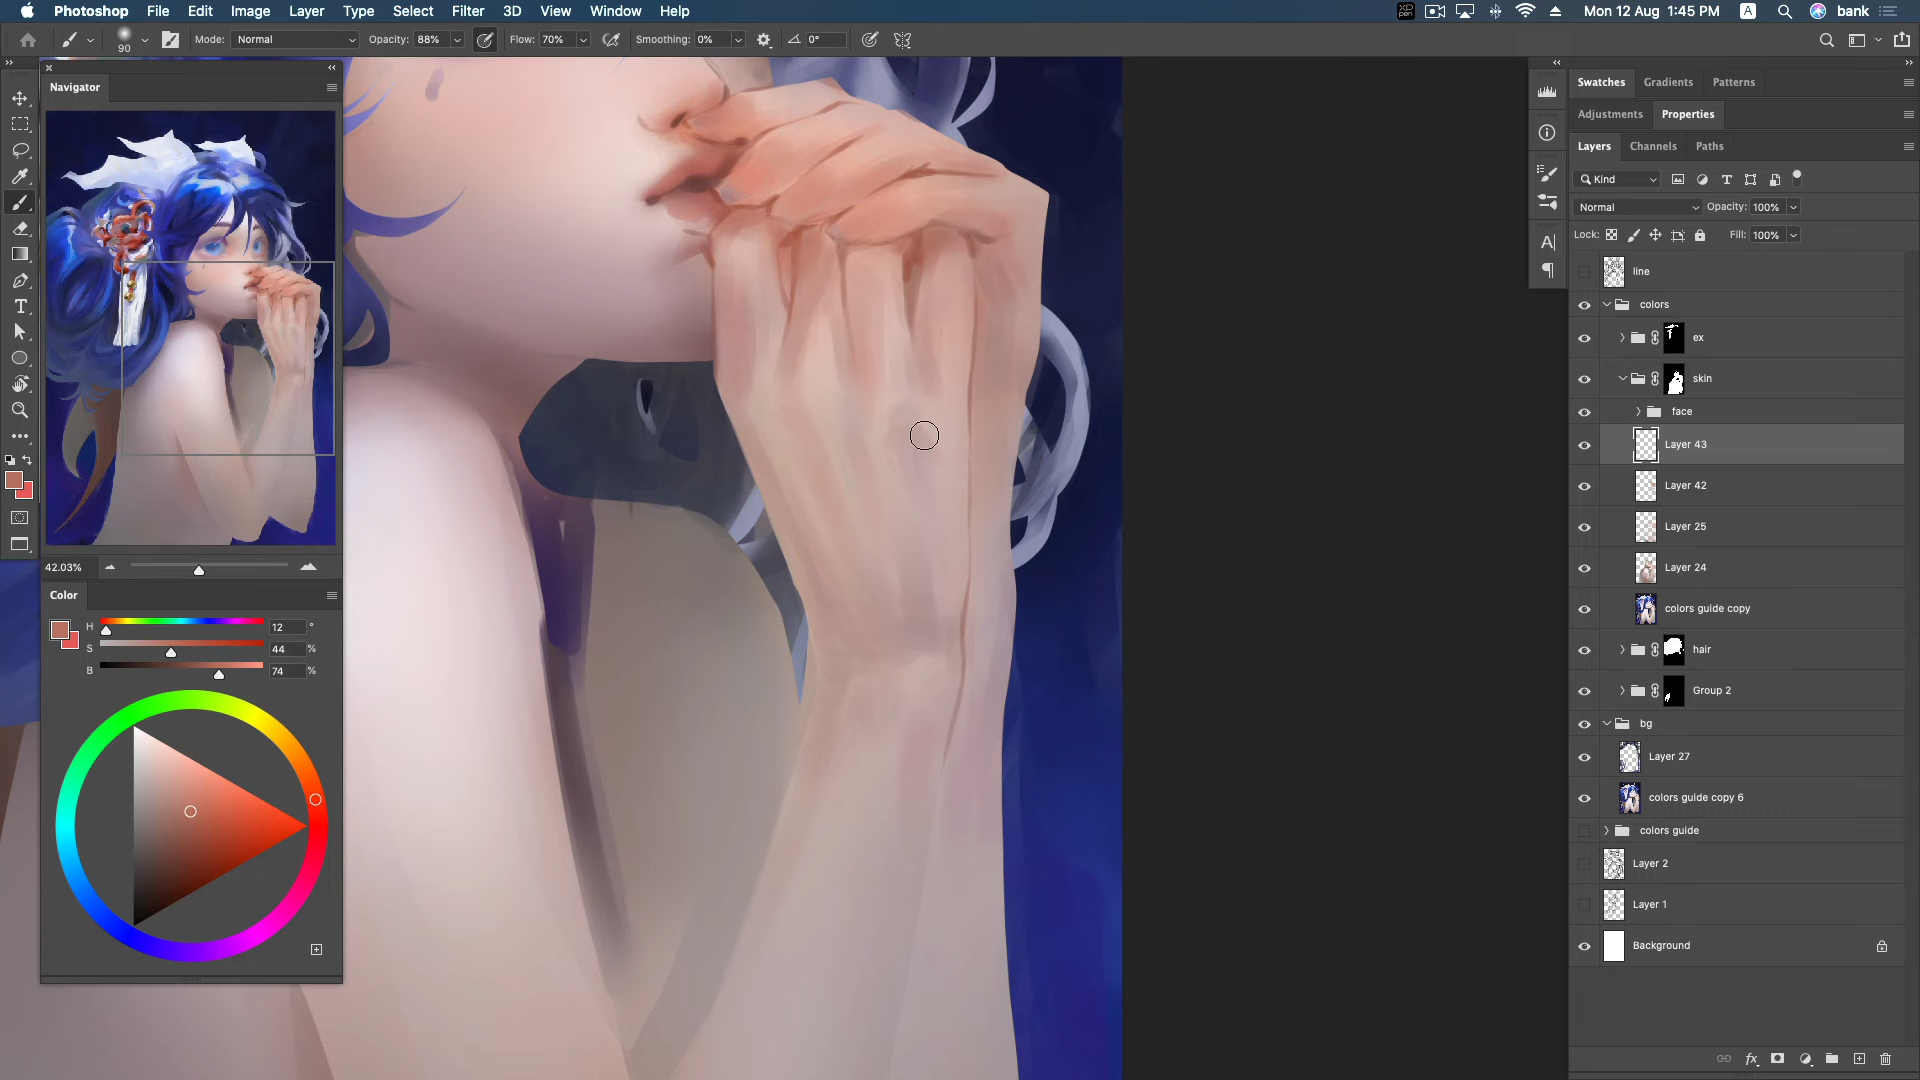 Photoshop File Edit Image Layer Type Select Filter 3D View Window Help Mon 12 Aug 1:45 PM A bank
90 Mode: Normal Opacity: 88% Flow: 70% Smoothing: 0% 0°
Navigator
42.03%
Color
H 12 °
S 44 %
B 74 %
Swatches Gradients Patterns
Adjustments Properties
Layers Channels Paths
Kind
Normal Opacity: 100%
Lock: Fill: 100%
line
colors
ex
skin
face
Layer 43
Layer 42
Layer 25
Layer 24
colors guide copy
hair
Group 2
bg
Layer 27
colors guide copy 6
colors guide
Layer 2
Layer 1
Background